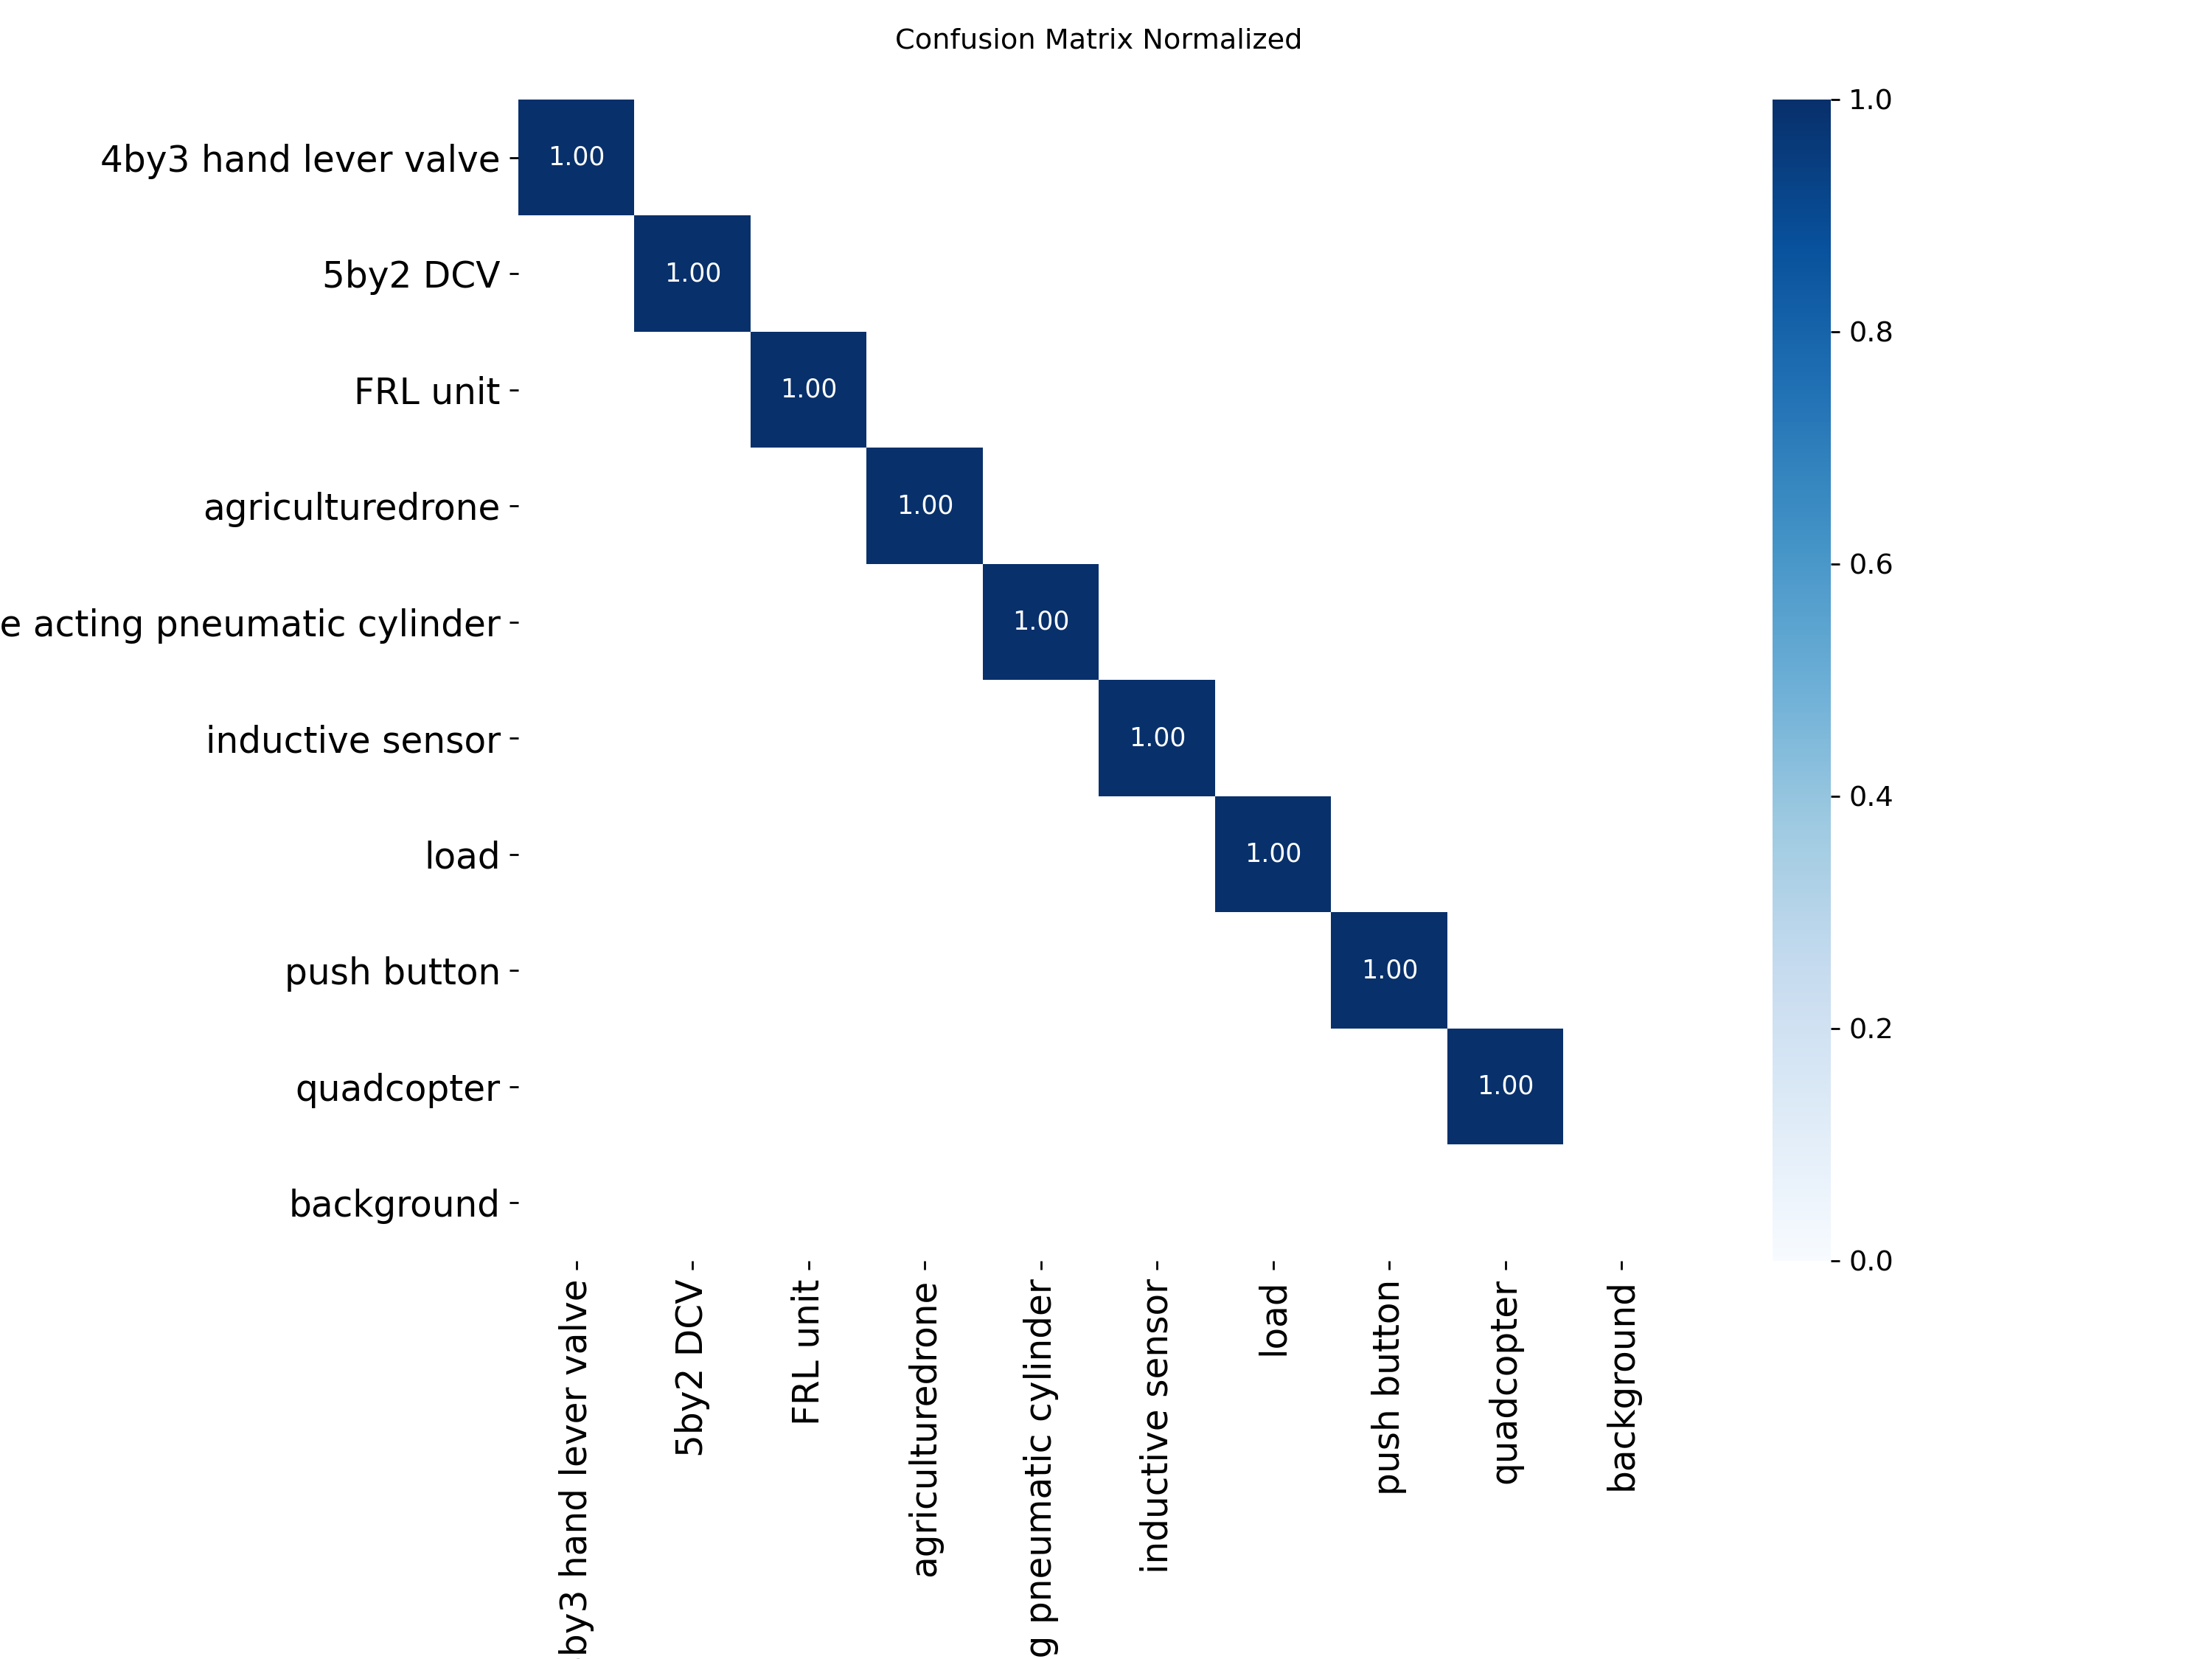 Confusion Matrix Normalized
4by3 hand lever valve
1.00
1.0
5by2 DCV
1.00
0.8
FRL unit
1.00
agriculturedrone
1.00
0.6
e acting pneumatic cylinder
1.00
inductive sensor
1.00
0.4
load
1.00
push button
1.00
0.2
quadcopter
1.00
background
0.0
by3 hand lever valve
5by2 DCV
FRL unit
agriculturedrone
g pneumatic cylinder
inductive sensor
load
push button
quadcopter
background